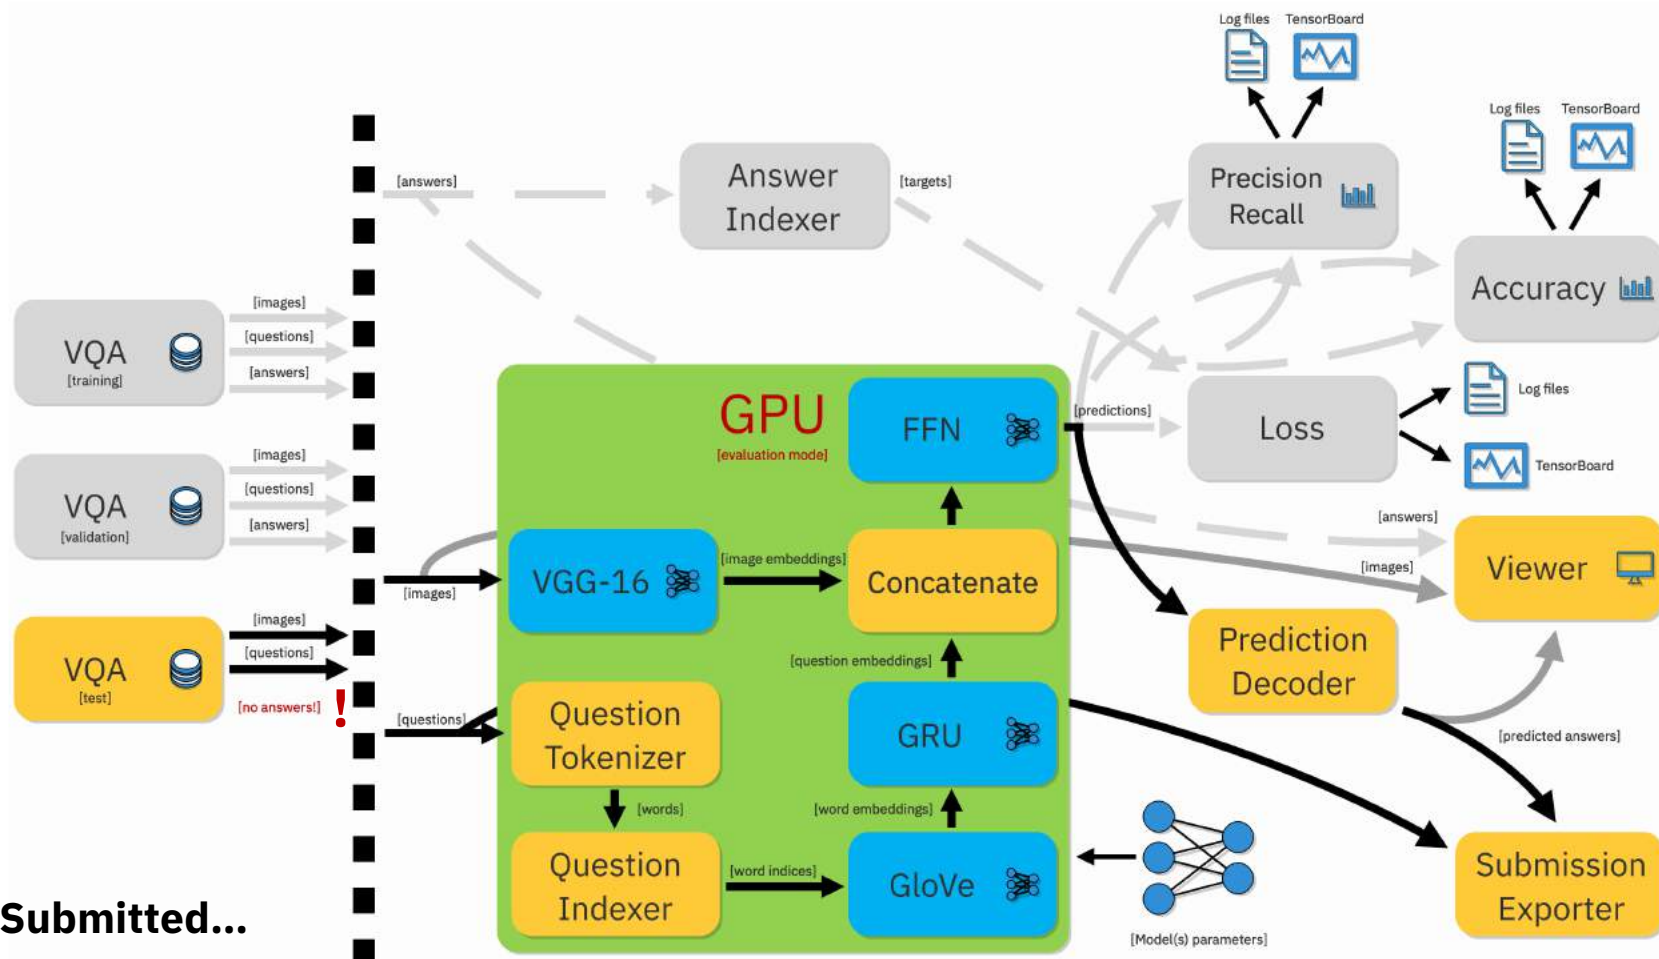 Log files
TensorBoard
Log files
TensorBoard
[answers]
Answer
Indexer
[targets]
Precision
Recall
Accuracy
VQA
[training]
[images]
[questions]
[answers]
GPU
[evaluation mode]
FFN
[predictions]
Loss
Log files
TensorBoard
VQA
[validation]
[images]
[questions]
[answers]
[images]
VGG-16
[image embeddings]
Concatenate
[answers]
[images]
Viewer
VQA
[test]
[images]
[questions]
[no answers!]
!
[questions]
Question
Tokenizer
[question embeddings]
GRU
Prediction
Decoder
[predicted answers]
[words]
[word embeddings]
Question
Indexer
[word indices]
GloVe
[Model(s) parameters]
Submission
Exporter
Submitted...